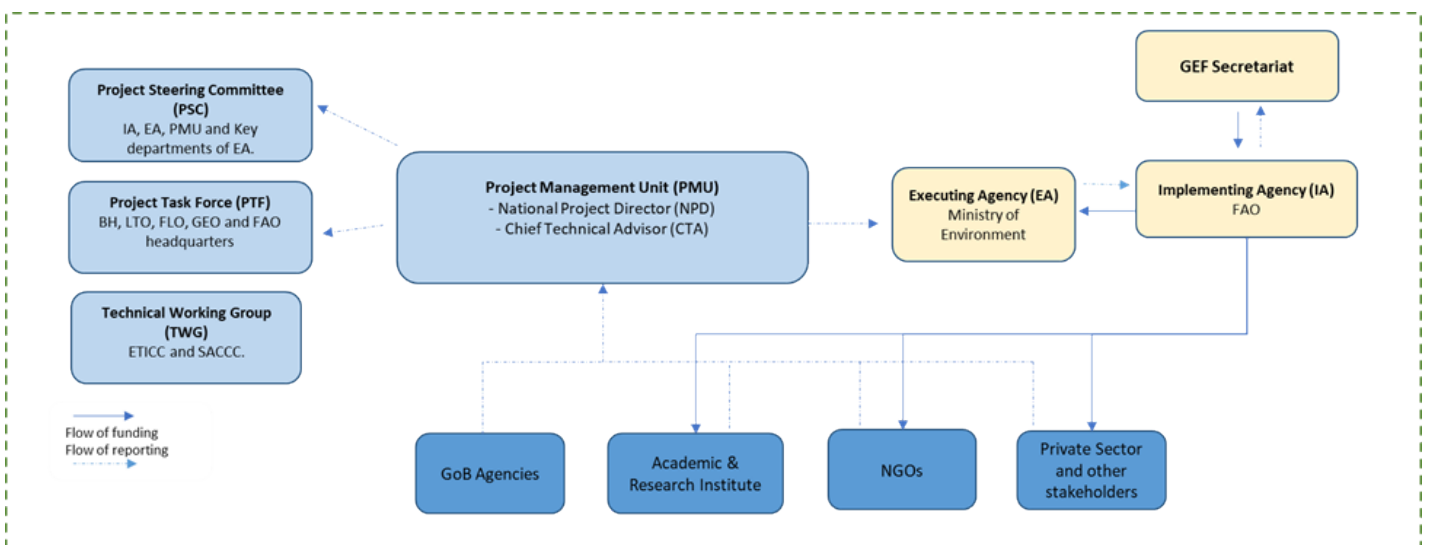 GEF Secretariat
Project Steering Committee
(PSC)
IA, EA, PMU and Key
departments of EA.
Project Management Unit (PMU)
- National Project Director (NPD)
- Chief Technical Advisor (CTA)
Executing Agency (EA)
Ministry of
Environment
Implementing Agency (IA)
FAO
Project Task Force (PTF)
BH, LTO, FLO, GEO and FAO
headquarters
Technical Working Group
(TWG)
ETICC and SACCC.
Flow of funding
Flow of reporting
GoB Agencies
Academic &
Research Institute
NGOs
Private Sector
and other
stakeholders